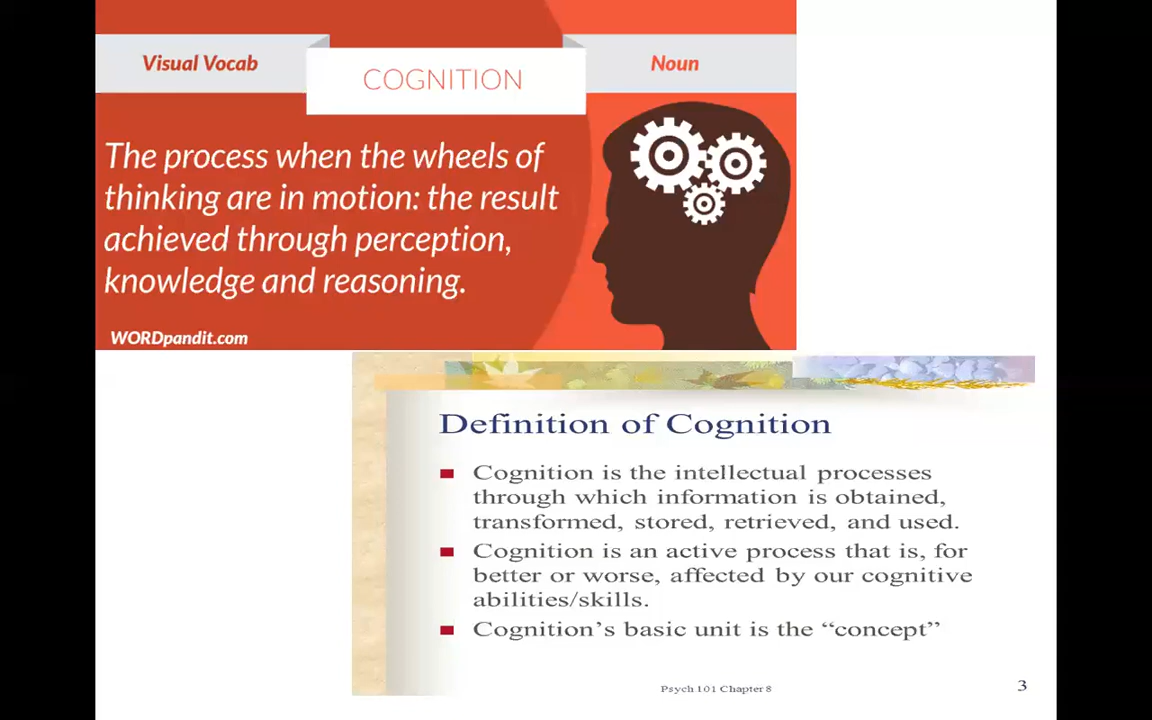 Visual Vocab
COGNITION
Noun
The process when the wheels of
thinking are in motion: the result
achieved through perception,
knowledge and reasoning.
WORDpandit.com
Definition of Cognition
Cognition is the intellectual processes
through which information is obtained,
transformed, stored, retrieved, and used.
Cognition is an active process that is, for
better or worse, affected by our cognitive
abilities/skills.
Cognition’s basic unit is the “concept”
Psych 101 Chapter 8
3